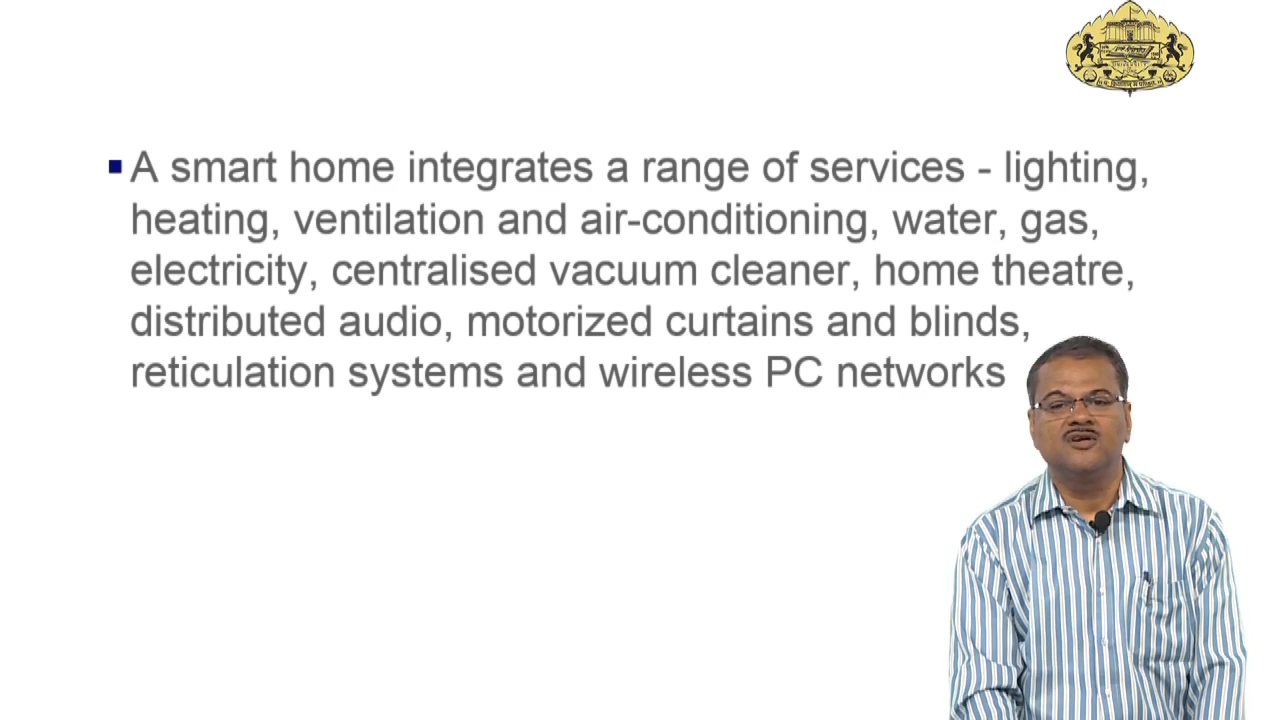 A smart home integrates a range of services - lighting,
heating, ventilation and air-conditioning, water, gas,
electricity, centralised vacuum cleaner, home theatre,
distributed audio, motorized curtains and blinds,
reticulation systems and wireless PC networks